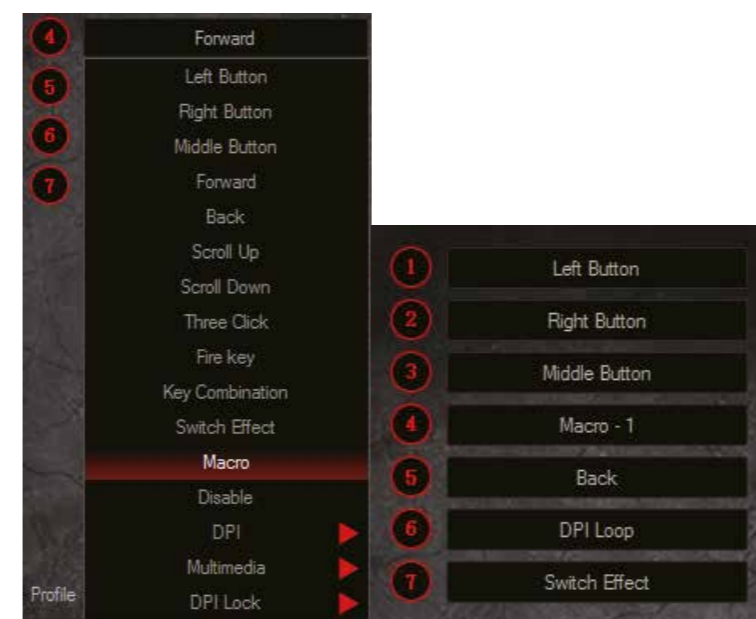 4 Forward
5 Left Button
Right Button
6 Middle Button
7 Forward
Back
Scroll Up
Scroll Down
Three Click
Fire key
Key Combination
Switch Effect
Macro
Disable
DPI
Multimedia
Profile DPI Lock
1 Left Button
2 Right Button
3 Middle Button
4 Macro - 1
5 Back
6 DPI Loop
7 Switch Effect